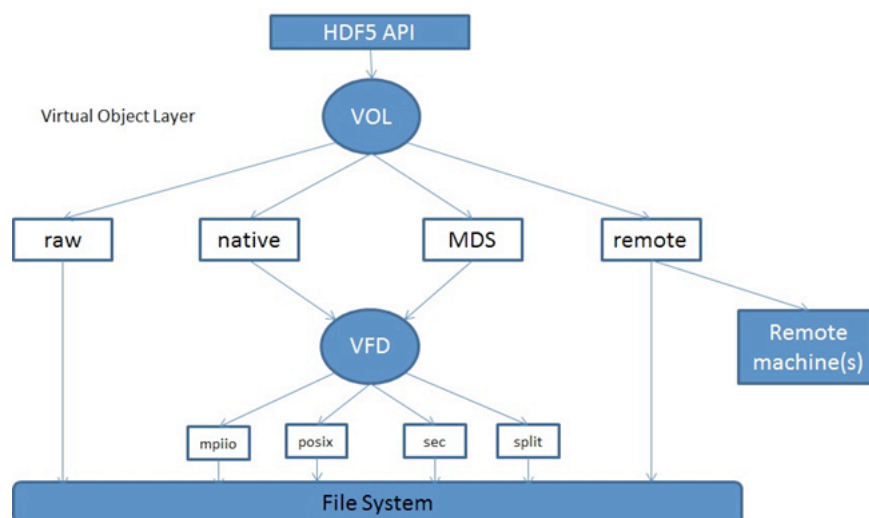 HDF5 API
Virtual Object Layer
VOL
raw
native
MDS
remote
VFD
Remote
machine(s)
mpiio
posix
sec
split
File System